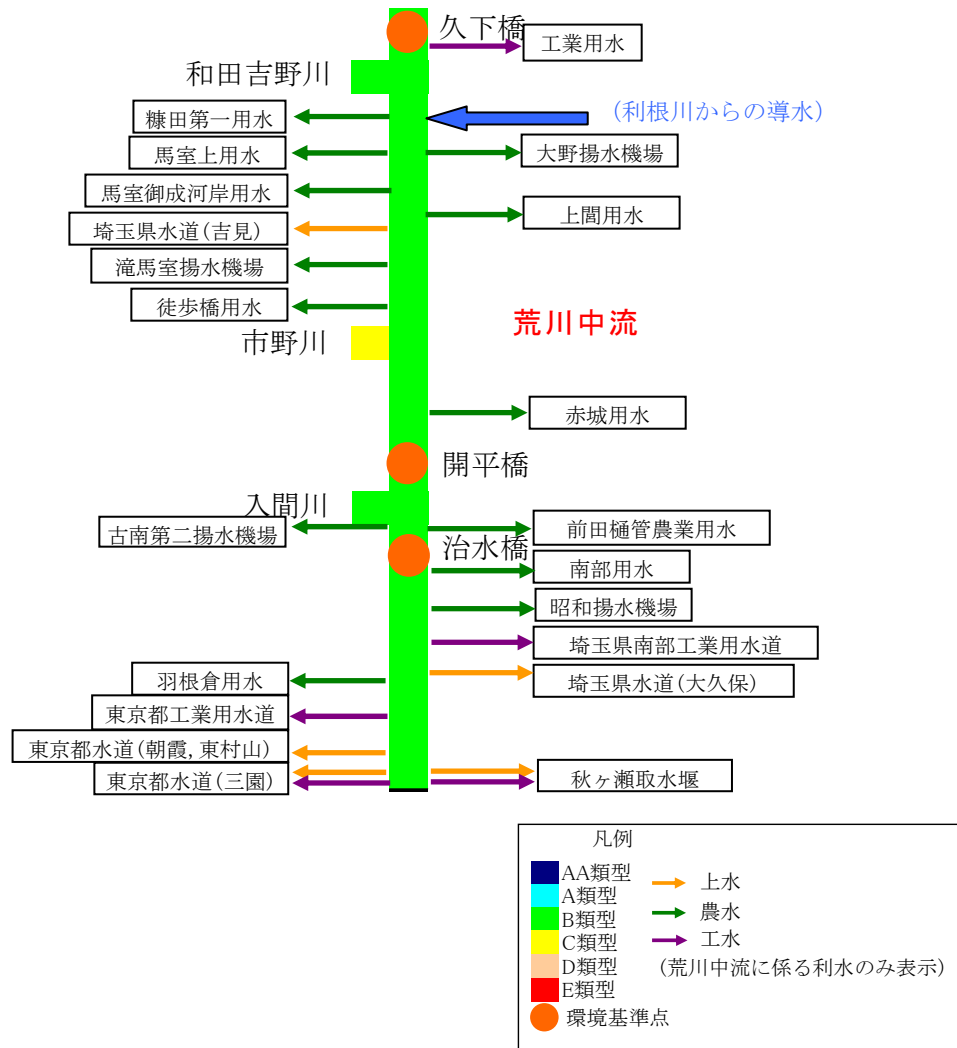 久下橋
工業用水
和田吉野川
(利根川からの導水)
糠田第一用水
馬室上用水
大野揚水機場
馬室御成河岸用水
上閭用水
埼玉県水道(吉見)
滝馬室揚水機場
徒歩橋用水
荒川中流
市野川
赤城用水
開平橋
入間川
古南第二揚水機場
前田樋管農業用水
治水橋
南部用水
昭和揚水機場
埼玉県南部工業用水道
羽根倉用水
埼玉県水道(大久保)
東京都工業用水道
東京都水道(朝霞,東村山)
東京都水道(三園)
秋ヶ瀬取水堰
凡例
AA類型
A類型
B類型
C類型
D類型
E類型
環境基準点
上水
農水
工水
(荒川中流に係る利水のみ表示)